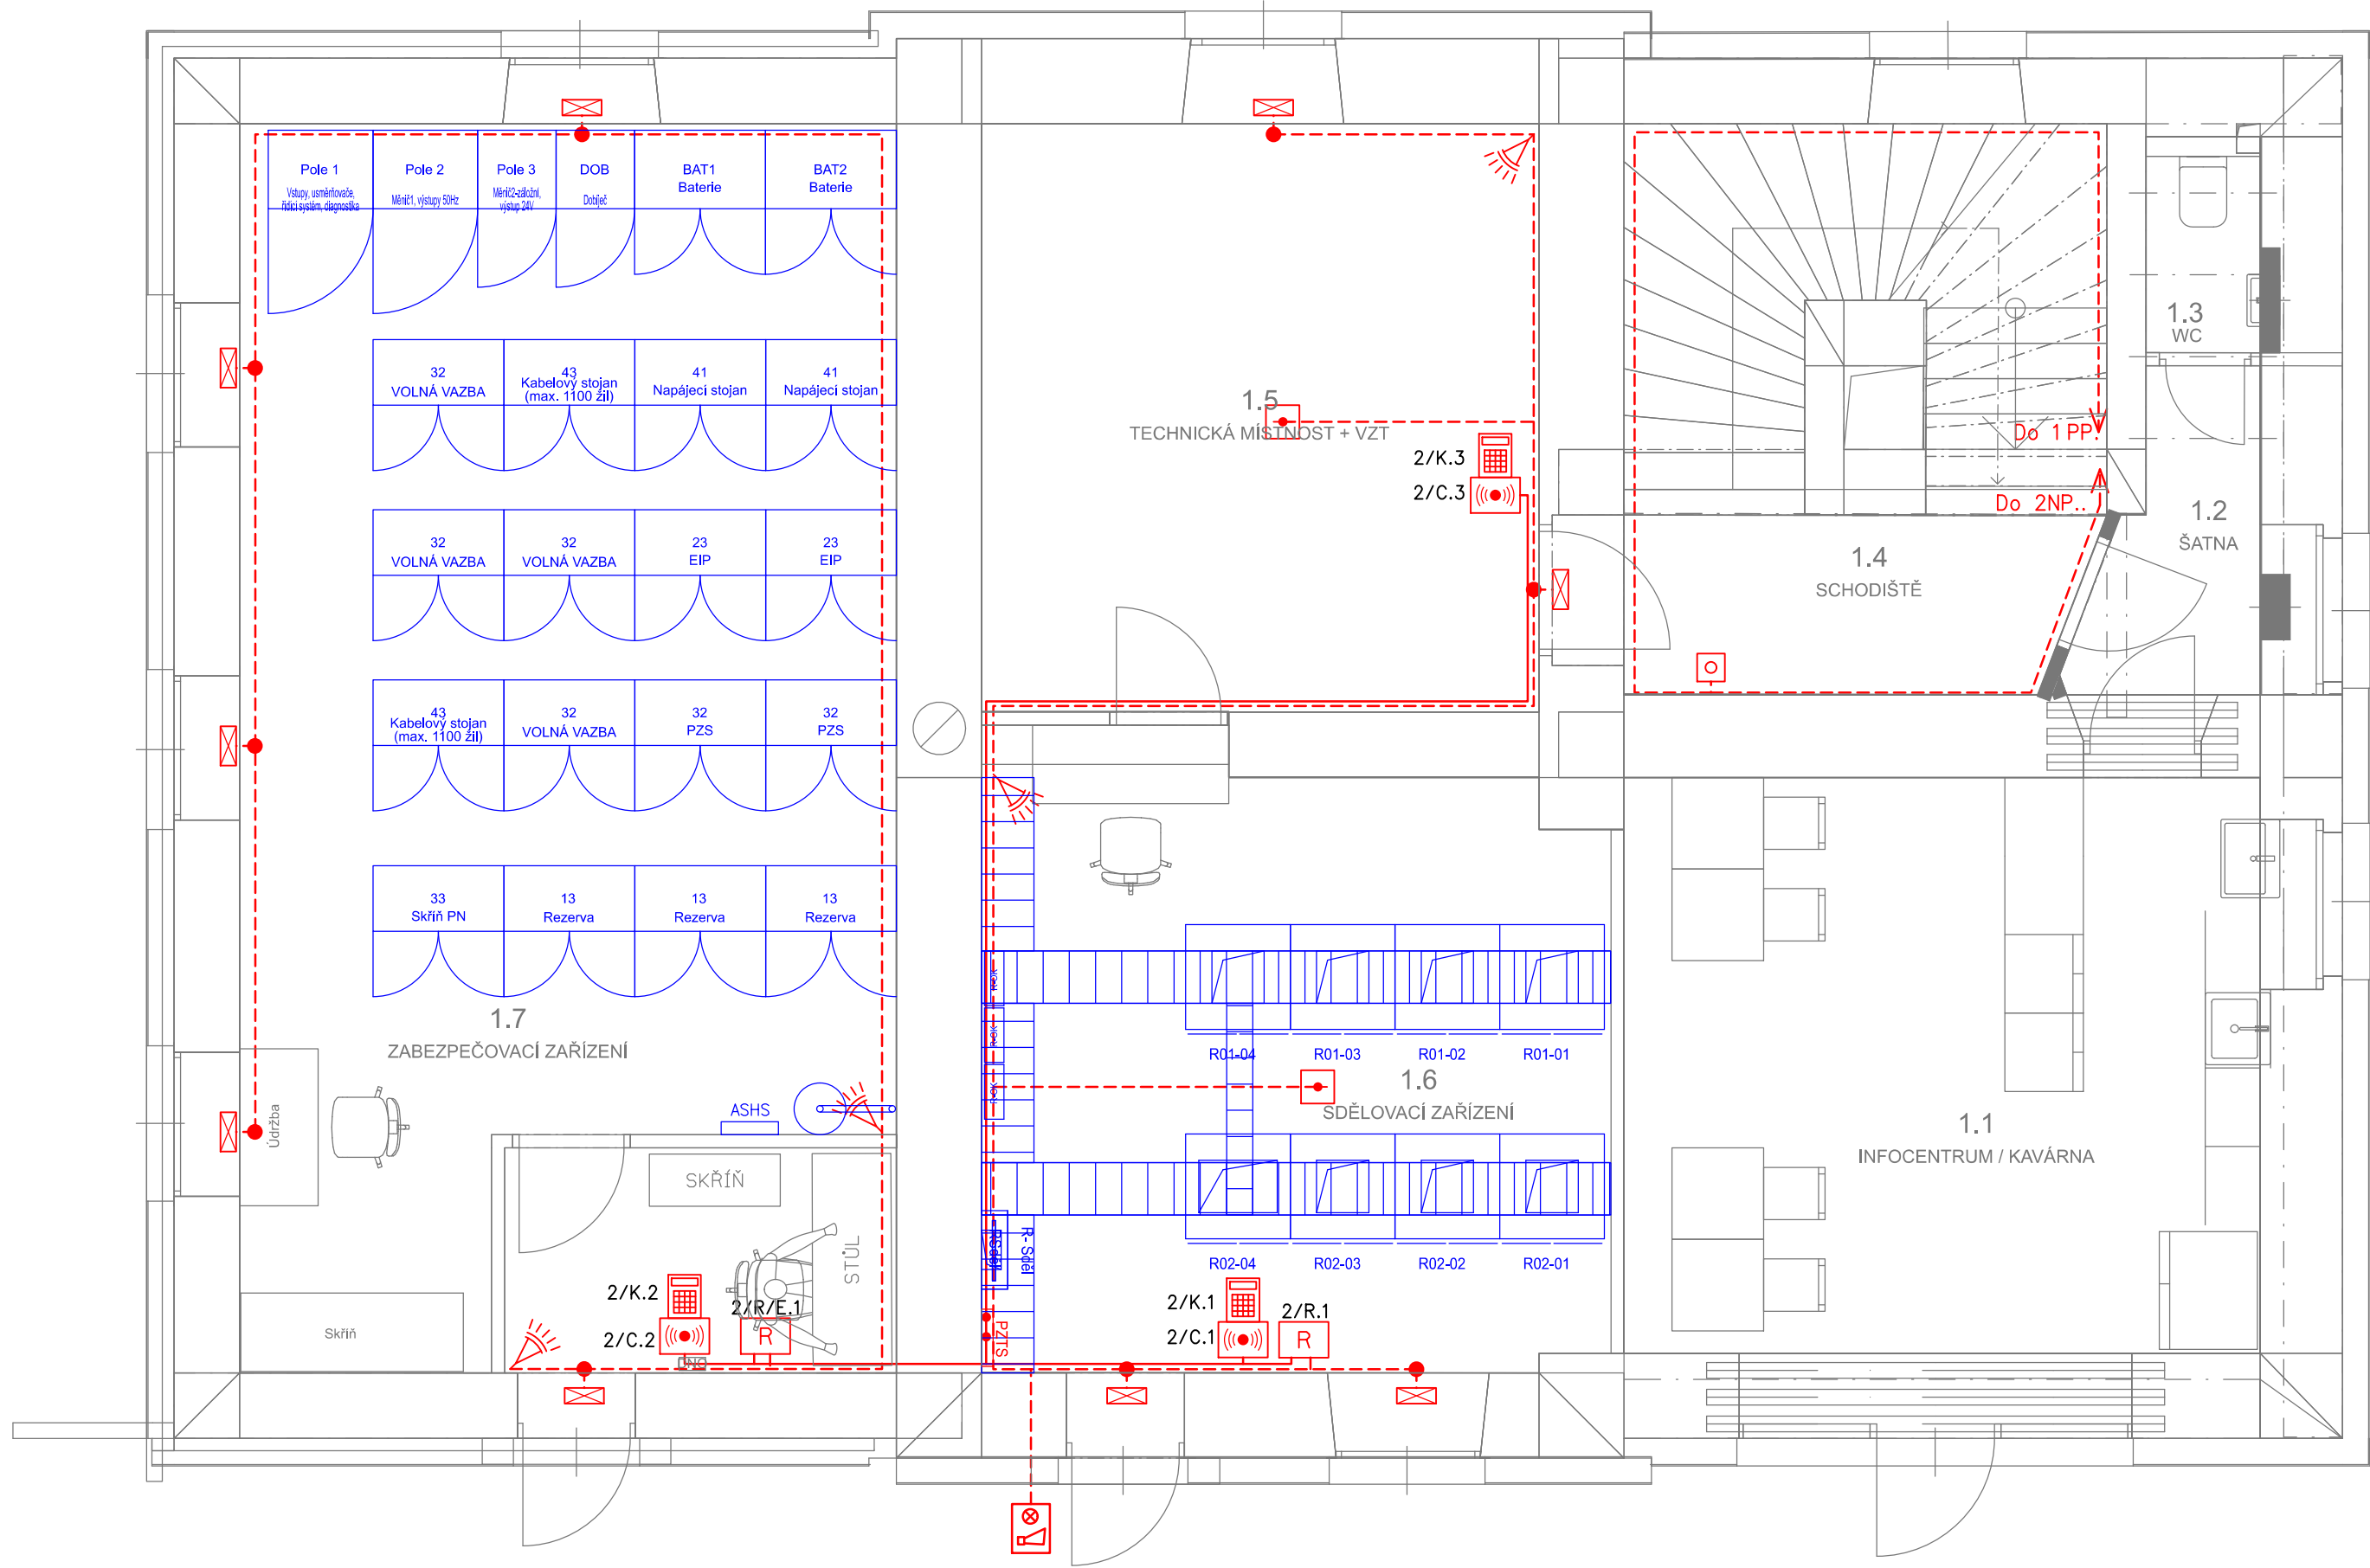 Pole 1
Vstupy, usměrňovače,
řídící systém, diagnostika
Pole 2
Měnič1, výstupy 50Hz
Pole 3
Měnič2-záložní,
výstup 24V
DOB
Dobíječ
BAT1
Baterie
BAT2
Baterie
32
VOLNÁ VAZBA
43
Kabelový stojan
(max. 1100 žil)
41
Napájecí stojan
41
Napájecí stojan
32
VOLNÁ VAZBA
32
VOLNÁ VAZBA
23
EIP
23
EIP
43
Kabelový stojan
(max. 1100 žil)
32
VOLNÁ VAZBA
32
PZS
32
PZS
33
Skříň PN
13
Rezerva
13
Rezerva
13
Rezerva
1.7
ZABEZPEČOVACÍ ZAŘÍZENÍ
Údržba
ASHS
SKŘÍŇ
STŮL
Skříň
2/K.2
2/C.2
2/R/E.1
R
1.5
TECHNICKÁ MÍSTNOST + VZT
2/K.3
2/C.3
1.3
WC
Do 1PP.
Do 2NP..
1.2
ŠATNA
1.4
SCHODIŠTĚ
R01-04
R01-03
R01-02
R01-01
1.6
SDĚLOVACÍ ZAŘÍZENÍ
R02-04
R02-03
R02-02
R02-01
R-Sděl
PZTS
2/K.1
2/C.1
2/R.1
R
1.1
INFOCENTRUM / KAVÁRNA